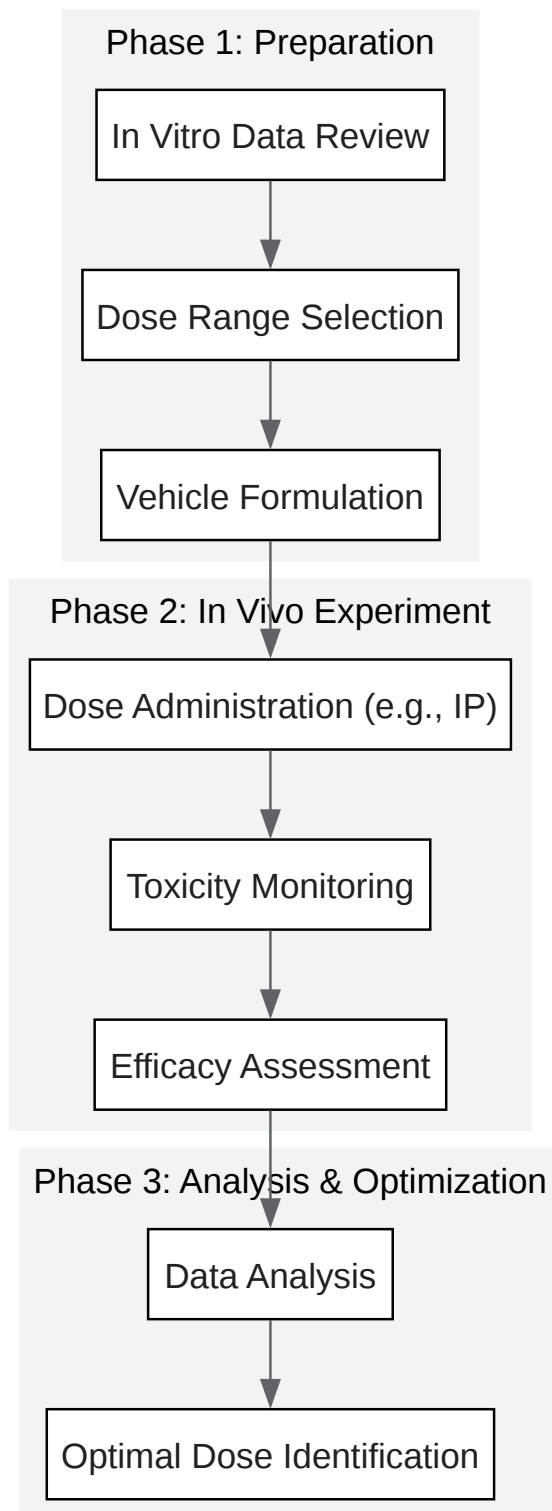 Phase 1: Preparation
In Vitro Data Review
Dose Range Selection
Vehicle Formulation
Phase 2: In Vivo Experiment
Dose Administration (e.g., IP)
Toxicity Monitoring
Efficacy Assessment
Phase 3: Analysis & Optimization
Data Analysis
Optimal Dose Identification